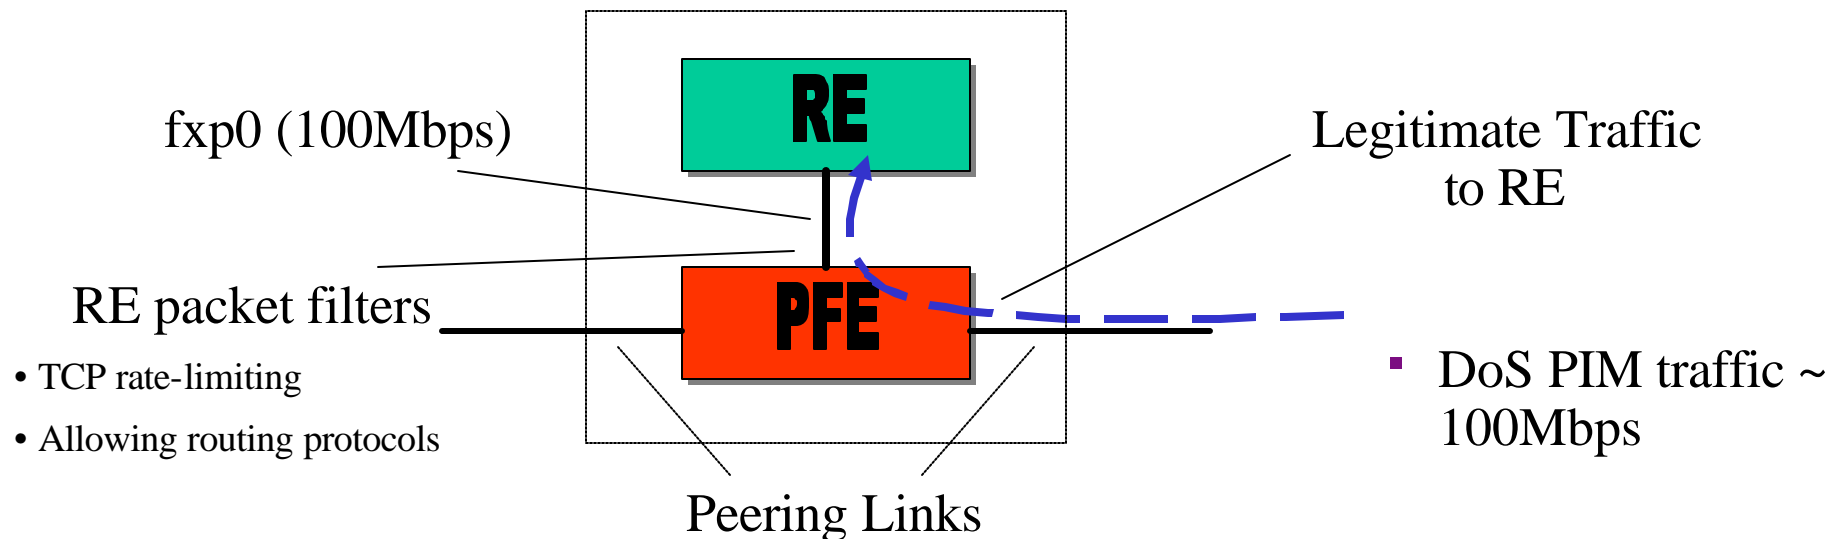 RE
fxp0 (100Mbps)
Legitimate Traffic
to RE
RE packet filters
PFE
• TCP rate-limiting
• Allowing routing protocols
▪ DoS PIM traffic ~
100Mbps
Peering Links